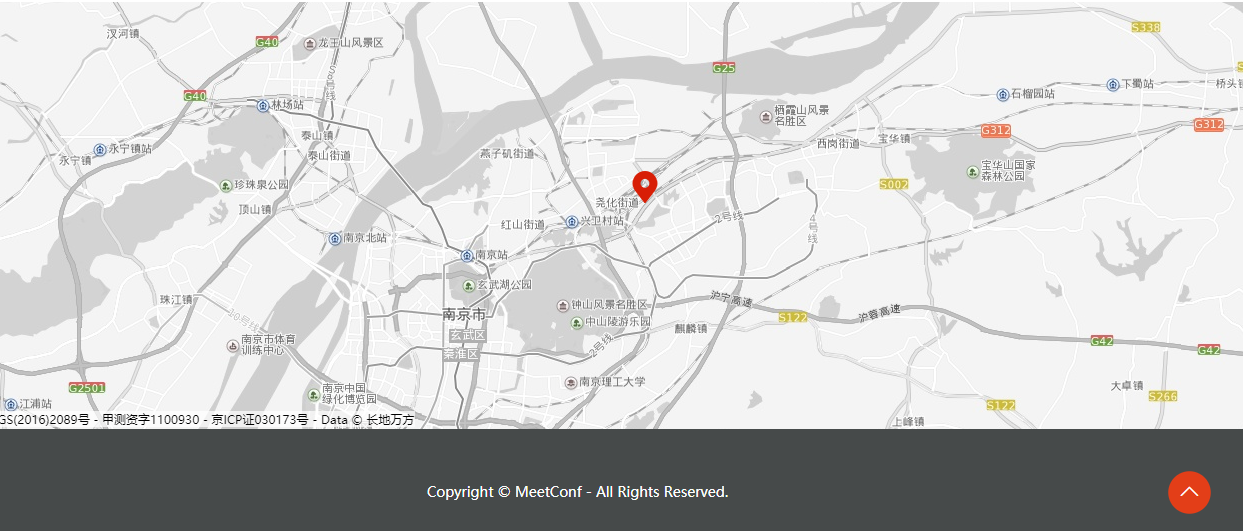 汊河镇
G40
龙王山风景区
S338
G25
S8号线
G40
林场站
石榴园站
下蜀站
桥头镇
栖霞山风景
名胜区
G312
G312
泰山镇
永宁镇站
永宁镇
泰山街道
燕子矶街道
西岗街道
宝华镇
宝华山国家
森林公园
珍珠泉公园
S002
尧化街道
顶山镇
红山街道
兴卫村站
2号线
4号线
南京北站
南京站
玄武湖公园
珠江镇
钟山风景名胜区
沪宁高速
10号线
南京市
中山陵游乐园
麒麟镇
S122
沪蓉高速
玄武区
南京市体育
训练中心
秦淮区
2号线
G42
G42
G2501
南京中国
绿化博览园
南京理工大学
大卓镇
S266
江浦站
S122
上峰镇
GS(2016)2089号 - 甲测资字1100930 - 京ICP证030173号 - Data © 长地万方
Copyright © MeetConf - All Rights Reserved.